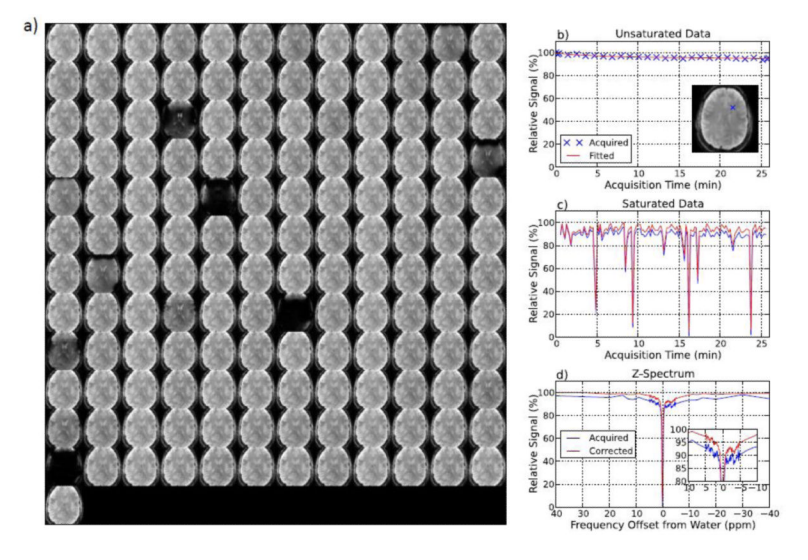 a)
b) Unsaturated Data
Relative Signal (%)
100
80
60
40
20
0
Acquired
Fitted
0 5 10 15 20 25
Acquisition Time (min)
c) Saturated Data
Relative Signal (%)
100
80
60
40
20
0
0 5 10 15 20 25
Acquisition Time (min)
d) Z-Spectrum
Relative Signal (%)
100
80
60
40
20
0
Acquired
Corrected
100
95
90
85
80
10 5 0 −5 −10
40 30 20 10 0 −10 −20 −30 −40
Frequency Offset from Water (ppm)